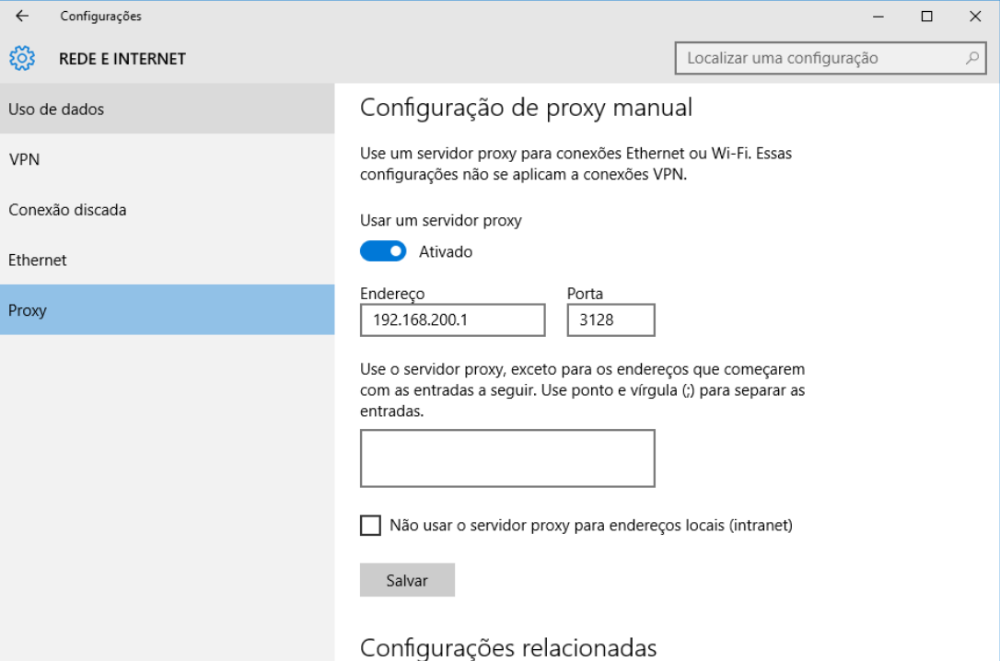 Configurações
REDE E INTERNET
Localizar uma configuração
Uso de dados
VPN
Conexão discada
Ethernet
Proxy
Configuração de proxy manual
Use um servidor proxy para conexões Ethernet ou Wi-Fi. Essas
configurações não se aplicam a conexões VPN.
Usar um servidor proxy
Ativado
Endereço Porta
192.168.200.1 3128
Use o servidor proxy, exceto para os endereços que começarem
com as entradas a seguir. Use ponto e vírgula (;) para separar as
entradas.
Não usar o servidor proxy para endereços locais (intranet)
Salvar
Configurações relacionadas